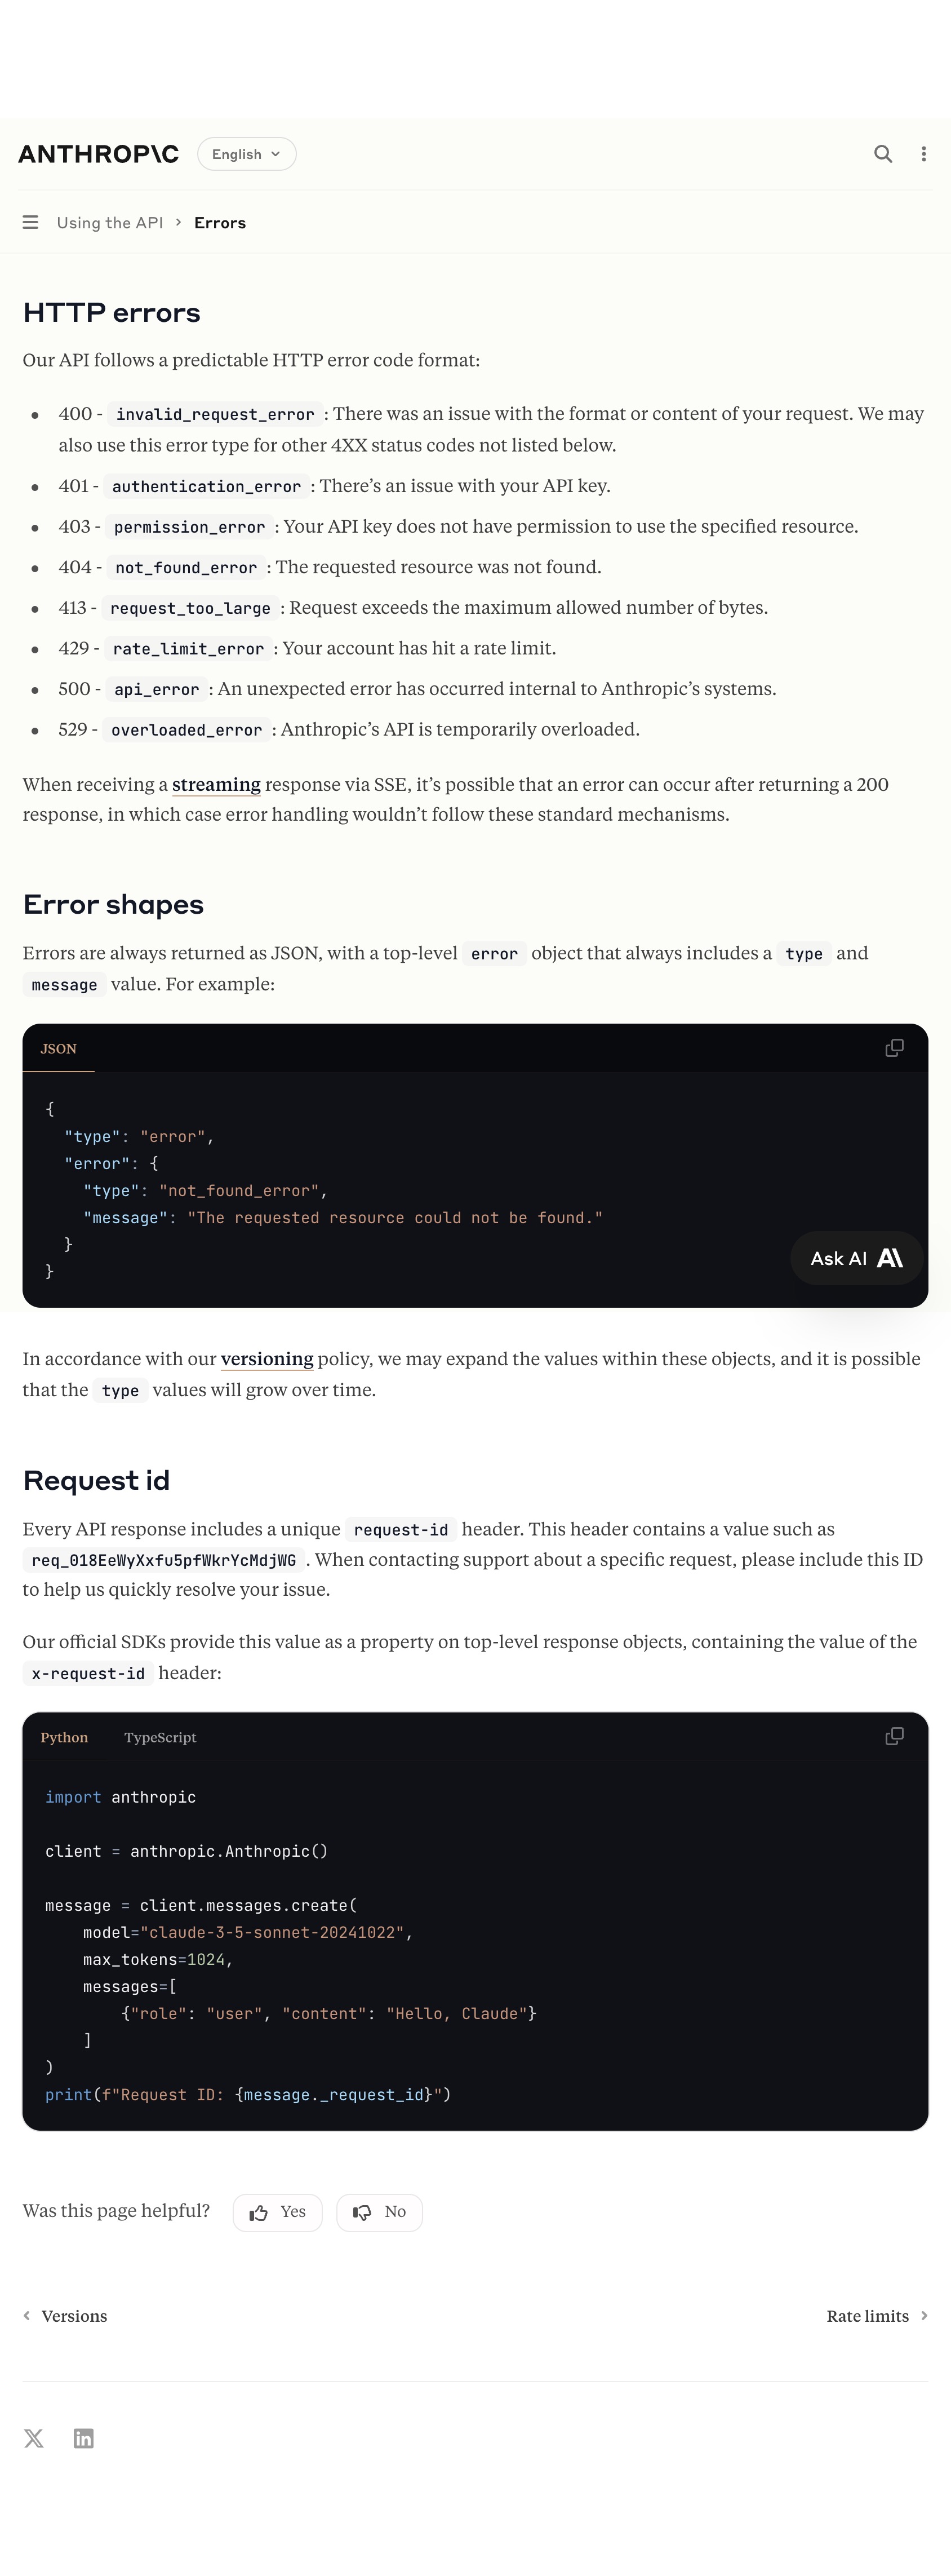 ANTHROP\C
English
Using the API > Errors
HTTP errors
Our API follows a predictable HTTP error code format:
400 - invalid_request_error: There was an issue with the format or content of your request. We may
also use this error type for other 4XX status codes not listed below.
401 - authentication_error: There’s an issue with your API key.
403 - permission_error: Your API key does not have permission to use the specified resource.
404 - not_found_error: The requested resource was not found.
413 - request_too_large: Request exceeds the maximum allowed number of bytes.
429 - rate_limit_error: Your account has hit a rate limit.
500 - api_error: An unexpected error has occurred internal to Anthropic’s systems.
529 - overloaded_error: Anthropic’s API is temporarily overloaded.
When receiving a streaming response via SSE, it’s possible that an error can occur after returning a 200
response, in which case error handling wouldn’t follow these standard mechanisms.
Error shapes
Errors are always returned as JSON, with a top-level error object that always includes a type and
message value. For example:
JSON
{
  "type": "error",
  "error": {
    "type": "not_found_error",
    "message": "The requested resource could not be found."
  }
}
Ask AI A\
In accordance with our versioning policy, we may expand the values within these objects, and it is possible
that the type values will grow over time.
Request id
Every API response includes a unique request-id header. This header contains a value such as
req_018EeWyXxfu5pfWkrYcMdjWG. When contacting support about a specific request, please include this ID
to help us quickly resolve your issue.
Our official SDKs provide this value as a property on top-level response objects, containing the value of the
x-request-id header:
Python TypeScript
import anthropic
client = anthropic.Anthropic()
message = client.messages.create(
    model="claude-3-5-sonnet-20241022",
    max_tokens=1024,
    messages=[
        {"role": "user", "content": "Hello, Claude"}
    ]
)
print(f"Request ID: {message._request_id}")
Was this page helpful? Yes No
Versions
Rate limits